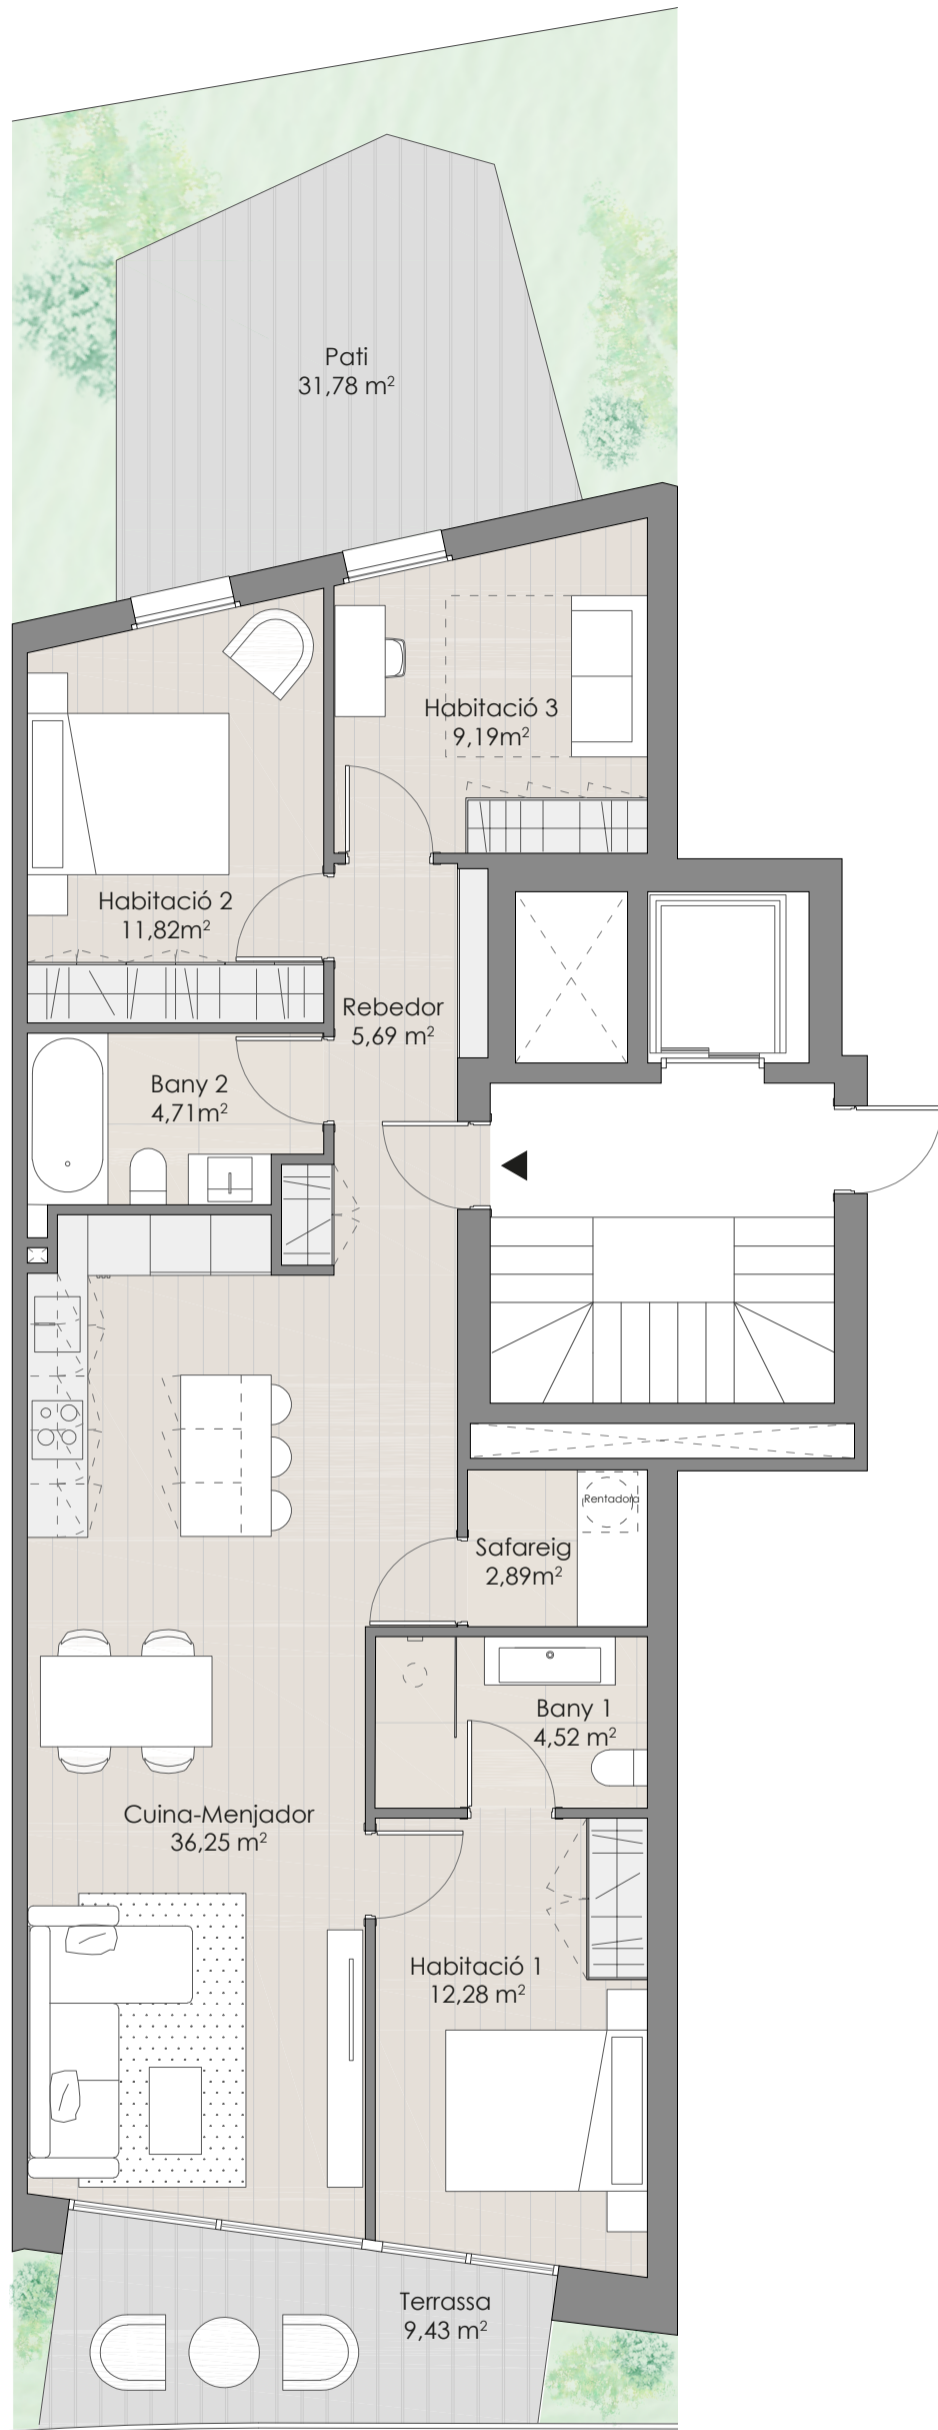 Pati
31,78 m²
Habitació 3
9,19m²
Habitació 2
11,82m²
Rebedor
5,69 m²
Bany 2
4,71m²
Rentadora
Safareig
2,89m²
Bany 1
4,52 m²
Cuina-Menjador
36,25 m²
Habitació 1
12,28 m²
Terrassa
9,43 m²